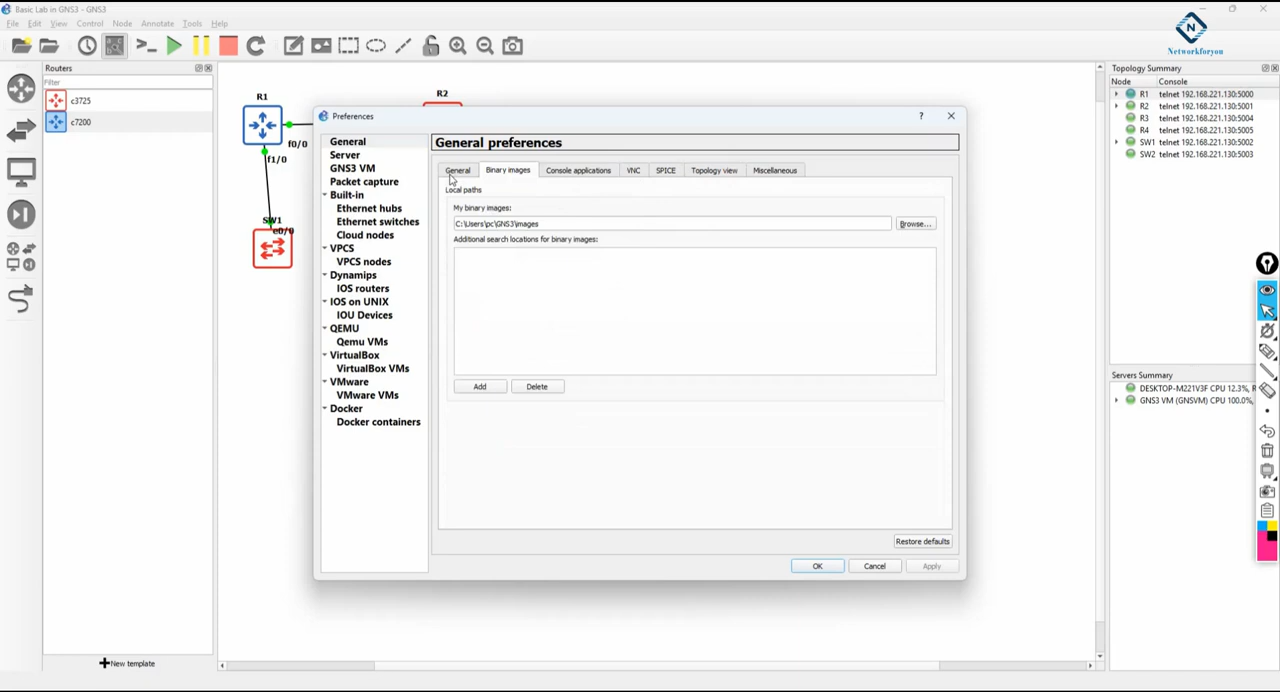 Basic Lab in GNS3 - GNS3
File Edit View Control Node Annotate Tools Help
N
Networkforyou
Routers
Filter
c3725
c7200
New template
R1
R2
f0/0
f1/0
SW1
e0/0
Preferences
?
General
Server
GNS3 VM
Packet capture
Built-in
Ethernet hubs
Ethernet switches
Cloud nodes
VPCS
VPCS nodes
Dynamips
IOS routers
IOS on UNIX
IOU Devices
QEMU
Qemu VMs
VirtualBox
VirtualBox VMs
VMware
VMware VMs
Docker
Docker containers
General preferences
General Binary images Console applications VNC SPICE Topology view Miscellaneous
Local paths
My binary images:
C:\Users\pc\GNS3\images
Browse...
Additional search locations for binary images:
Add Delete
Restore defaults
OK Cancel Apply
Topology Summary
Node Console
R1 telnet 192.168.221.130:5000
R2 telnet 192.168.221.130:5001
R3 telnet 192.168.221.130:5004
R4 telnet 192.168.221.130:5005
SW1 telnet 192.168.221.130:5002
SW2 telnet 192.168.221.130:5003
Servers Summary
DESKTOP-M221V3F CPU 12.3%, R
GNS3 VM (GNSVM) CPU 100.0%,